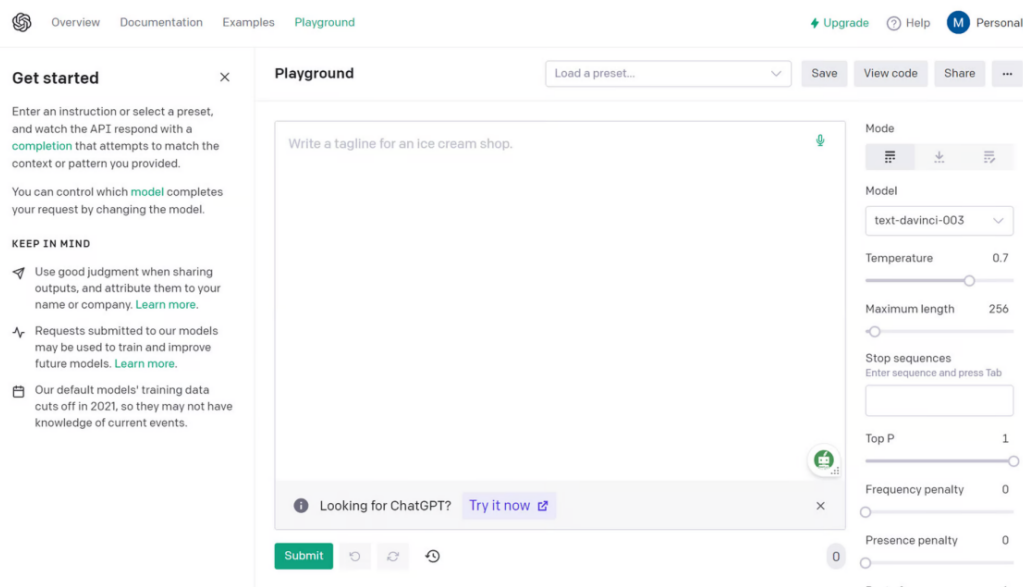 Overview Documentation Examples Playground
Upgrade Help M Personal
Get started
Enter an instruction or select a preset,
and watch the API respond with a
completion that attempts to match the
context or pattern you provided.
You can control which model completes
your request by changing the model.
KEEP IN MIND
Use good judgment when sharing
outputs, and attribute them to your
name or company. Learn more.
Requests submitted to our models
may be used to train and improve
future models. Learn more.
Our default models' training data
cuts off in 2021, so they may not have
knowledge of current events.
Playground
Load a preset...
Save
View code
Share
Write a tagline for an ice cream shop.
Looking for ChatGPT? Try it now
Submit
0
Mode
Model
text-davinci-003
Temperature 0.7
Maximum length 256
Stop sequences
Enter sequence and press Tab
Top P 1
Frequency penalty 0
Presence penalty 0